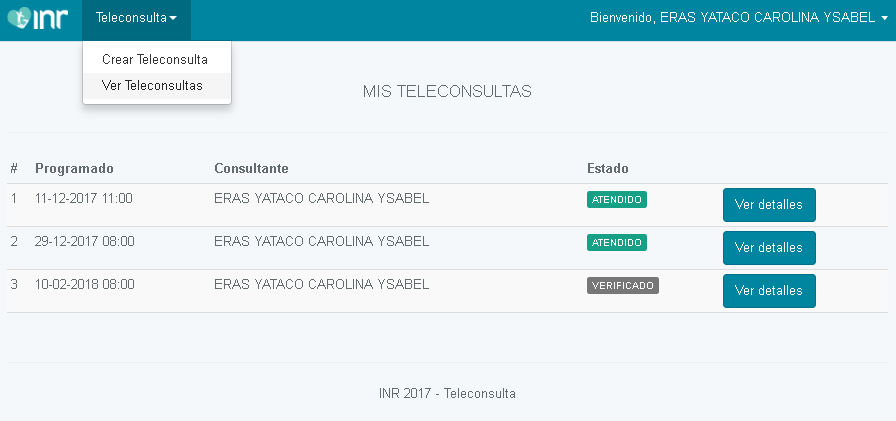 inr Teleconsulta Bienvenido, ERAS YATACO CAROLINA YSABEL
Crear Teleconsulta
Ver Teleconsultas
MIS TELECONSULTAS
# Programado Consultante Estado
1 11-12-2017 11:00 ERAS YATACO CAROLINA YSABEL ATENDIDO Ver detalles
2 29-12-2017 08:00 ERAS YATACO CAROLINA YSABEL ATENDIDO Ver detalles
3 10-02-2018 08:00 ERAS YATACO CAROLINA YSABEL VERIFICADO Ver detalles
INR 2017 - Teleconsulta